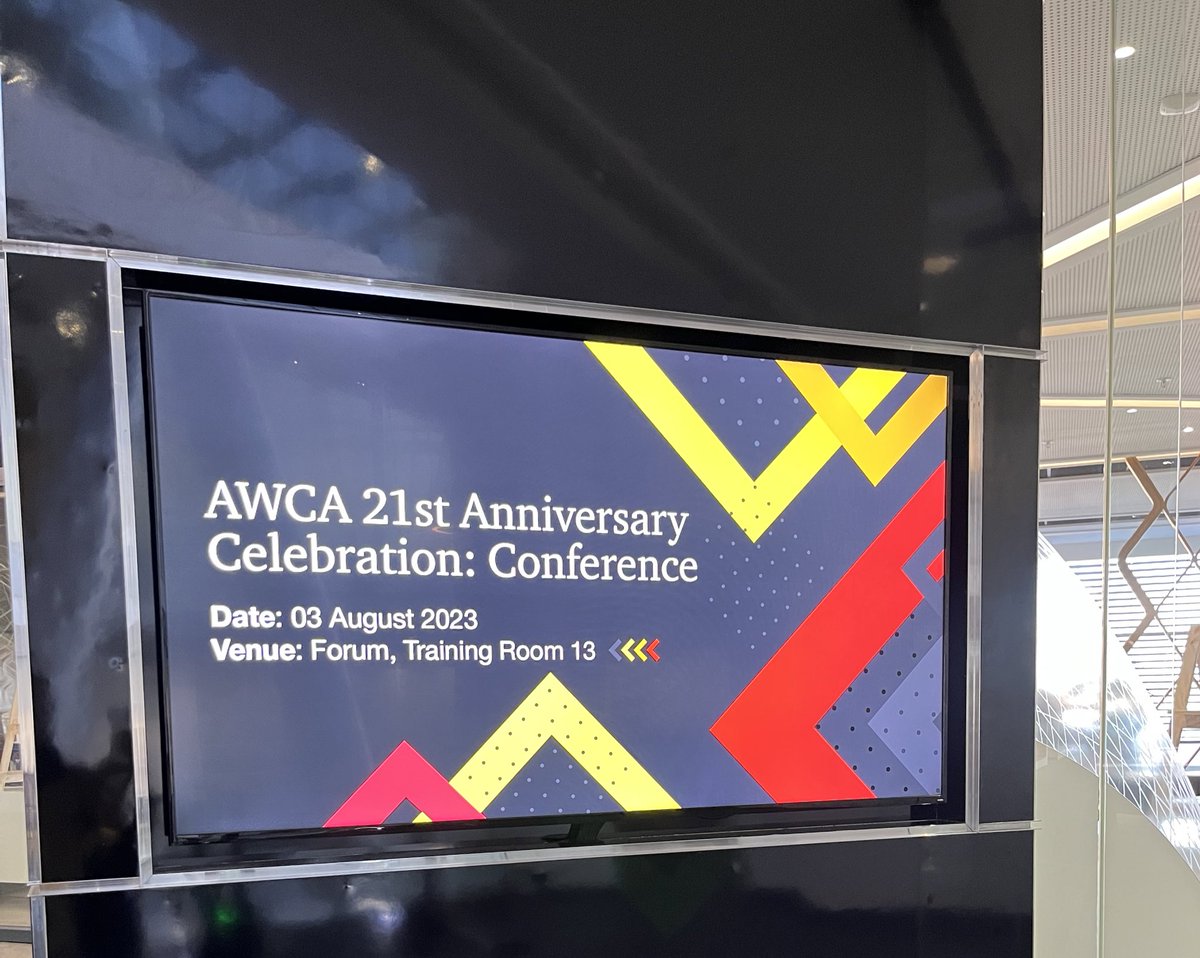 AWCA 21st Anniversary
Celebration: Conference
Date: 03 August 2023
Venue: Forum, Training Room 13